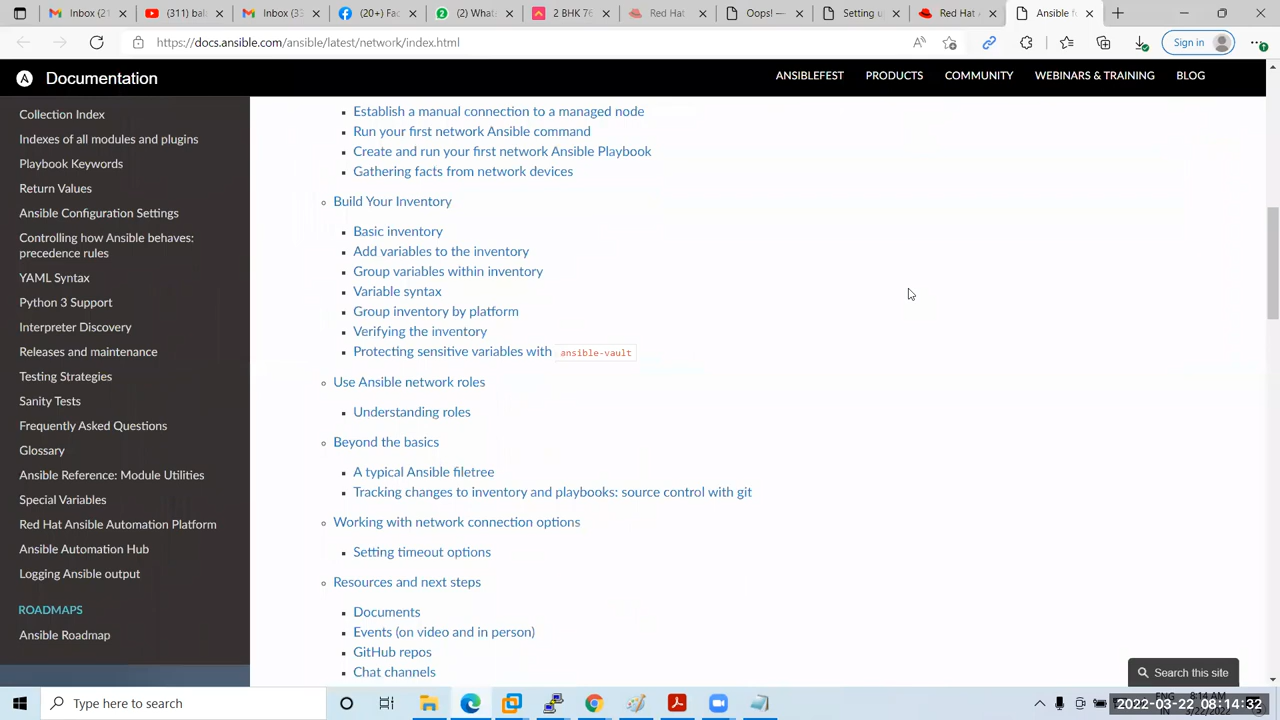 Inbox (21
(311) bala
Inbox (33
(20+) Fac
(2) Whats
2 BHK 76
Red Hat
Oops! —
Setting u
Red Hat A
Ansible fo
https://docs.ansible.com/ansible/latest/network/index.html
Sign in
Documentation
ANSIBLEFEST
PRODUCTS
COMMUNITY
WEBINARS & TRAINING
BLOG
Collection Index
Indexes of all modules and plugins
Playbook Keywords
Return Values
Ansible Configuration Settings
Controlling how Ansible behaves:
precedence rules
YAML Syntax
Python 3 Support
Interpreter Discovery
Releases and maintenance
Testing Strategies
Sanity Tests
Frequently Asked Questions
Glossary
Ansible Reference: Module Utilities
Special Variables
Red Hat Ansible Automation Platform
Ansible Automation Hub
Logging Ansible output
ROADMAPS
Ansible Roadmap
Establish a manual connection to a managed node
Run your first network Ansible command
Create and run your first network Ansible Playbook
Gathering facts from network devices
Build Your Inventory
Basic inventory
Add variables to the inventory
Group variables within inventory
Variable syntax
Group inventory by platform
Verifying the inventory
Protecting sensitive variables with ansible-vault
Use Ansible network roles
Understanding roles
Beyond the basics
A typical Ansible filetree
Tracking changes to inventory and playbooks: source control with git
Working with network connection options
Setting timeout options
Resources and next steps
Documents
Events (on video and in person)
GitHub repos
Chat channels
Search this site
Type here to search
ENG
8:14 AM
2022-03-22 08:14:32